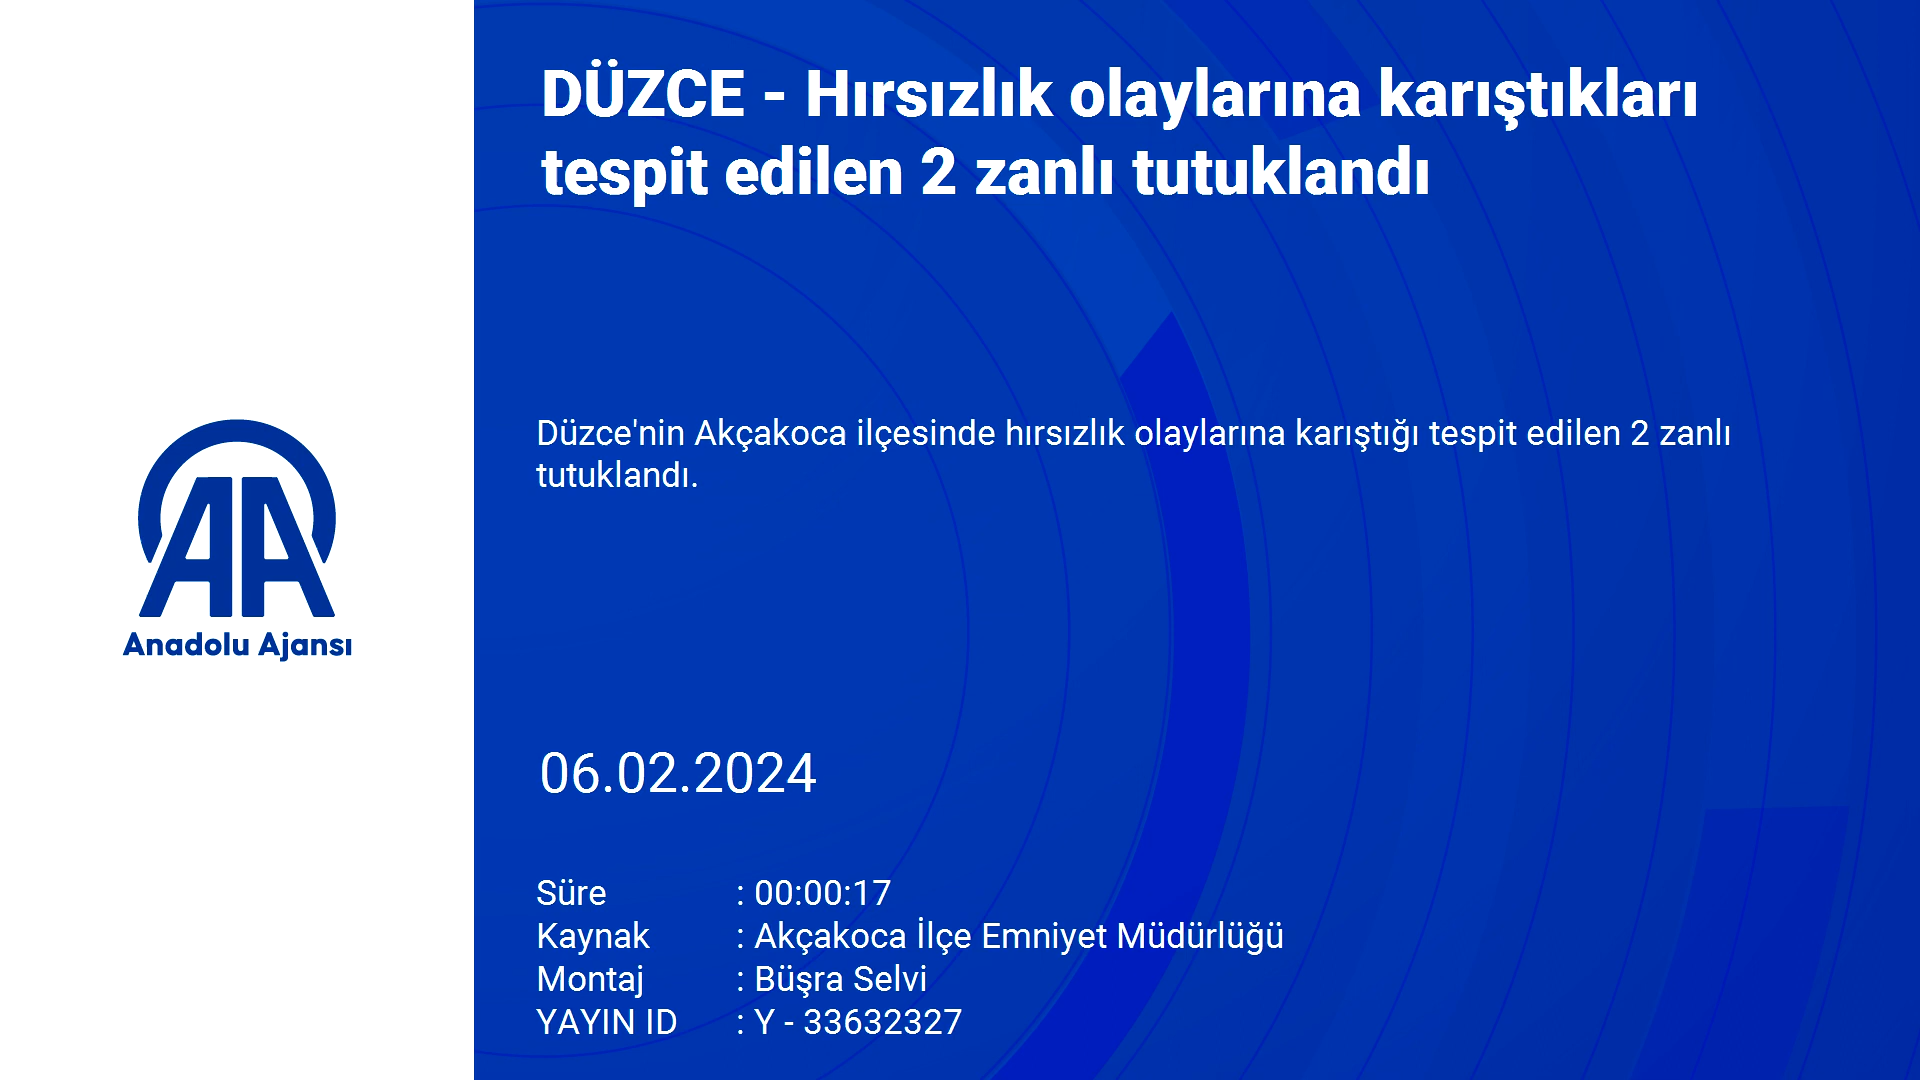 DÜZCE - Hırsızlık olaylarına karıştıkları
tespit edilen 2 zanlı tutuklandı
Düzce'nin Akçakoca ilçesinde hırsızlık olaylarına karıştığı tespit edilen 2 zanlı
tutuklandı.
AA
Anadolu Ajansı
06.02.2024
Süre : 00:00:17
Kaynak : Akçakoca İlçe Emniyet Müdürlüğü
Montaj : Büşra Selvi
YAYIN ID : Y - 33632327